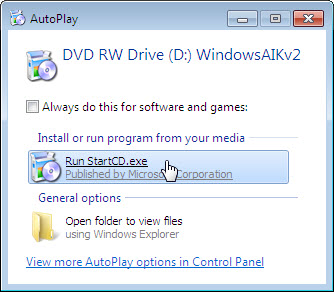 AutoPlay
DVD RW Drive (D:) WindowsAIKv2
Always do this for software and games:
Install or run program from your media
Run StartCD.exe
Published by Microsoft Corporation
General options
Open folder to view files
using Windows Explorer
View more AutoPlay options in Control Panel